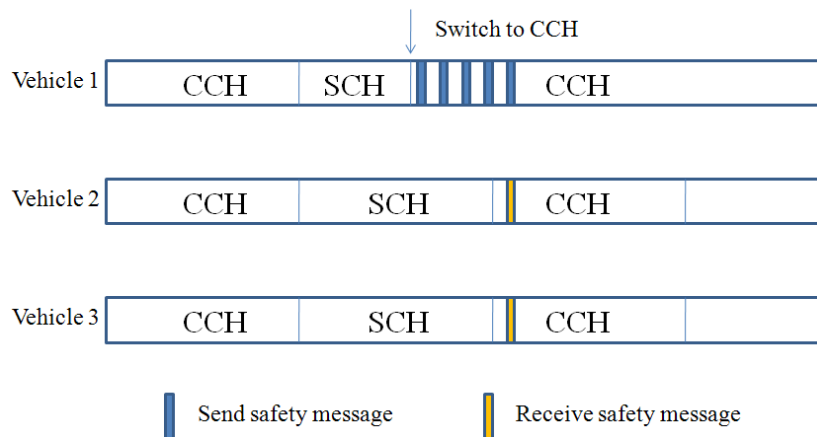 Switch to CCH
Vehicle 1 CCH SCH CCH
Vehicle 2 CCH SCH CCH
Vehicle 3 CCH SCH CCH
Send safety message Receive safety message